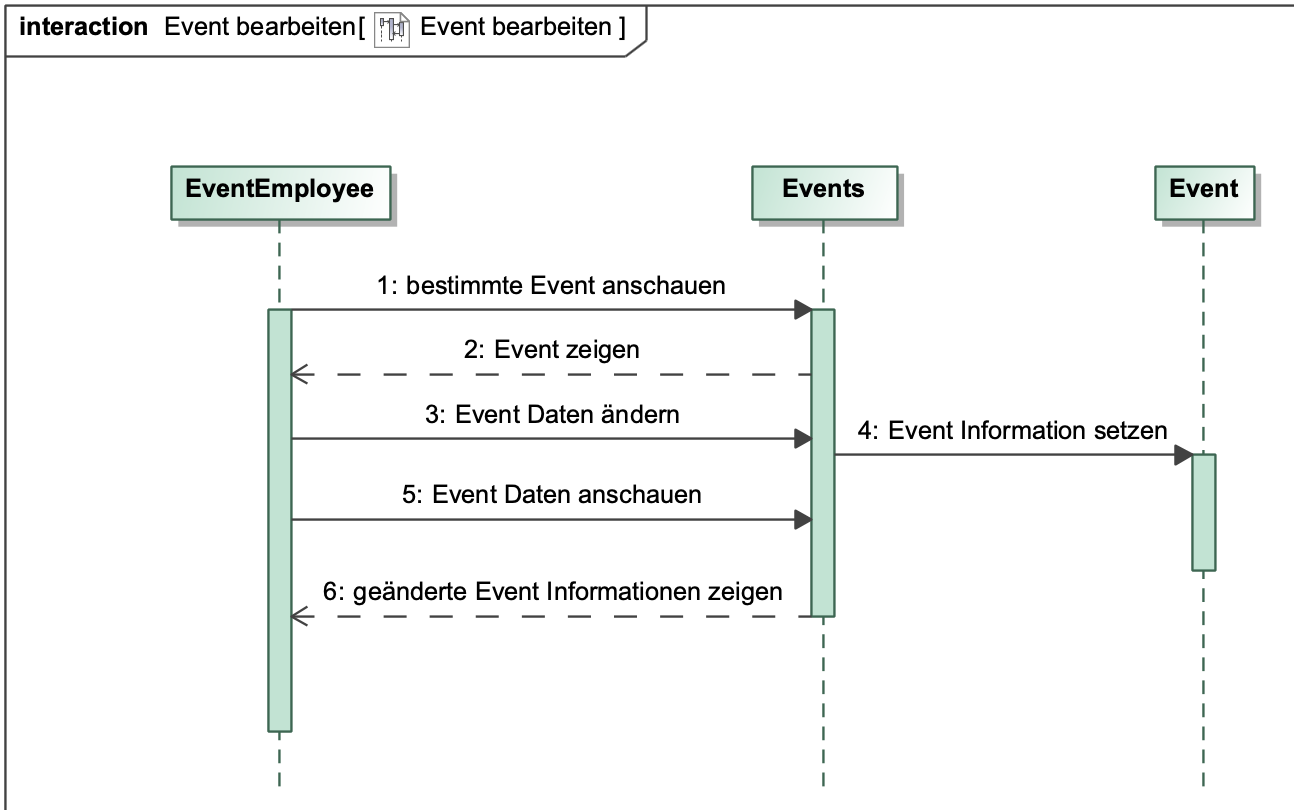 interaction Event bearbeiten[ Event bearbeiten ]
EventEmployee
Events
Event
1: bestimmte Event anschauen
2: Event zeigen
3: Event Daten ändern
4: Event Information setzen
5: Event Daten anschauen
6: geänderte Event Informationen zeigen